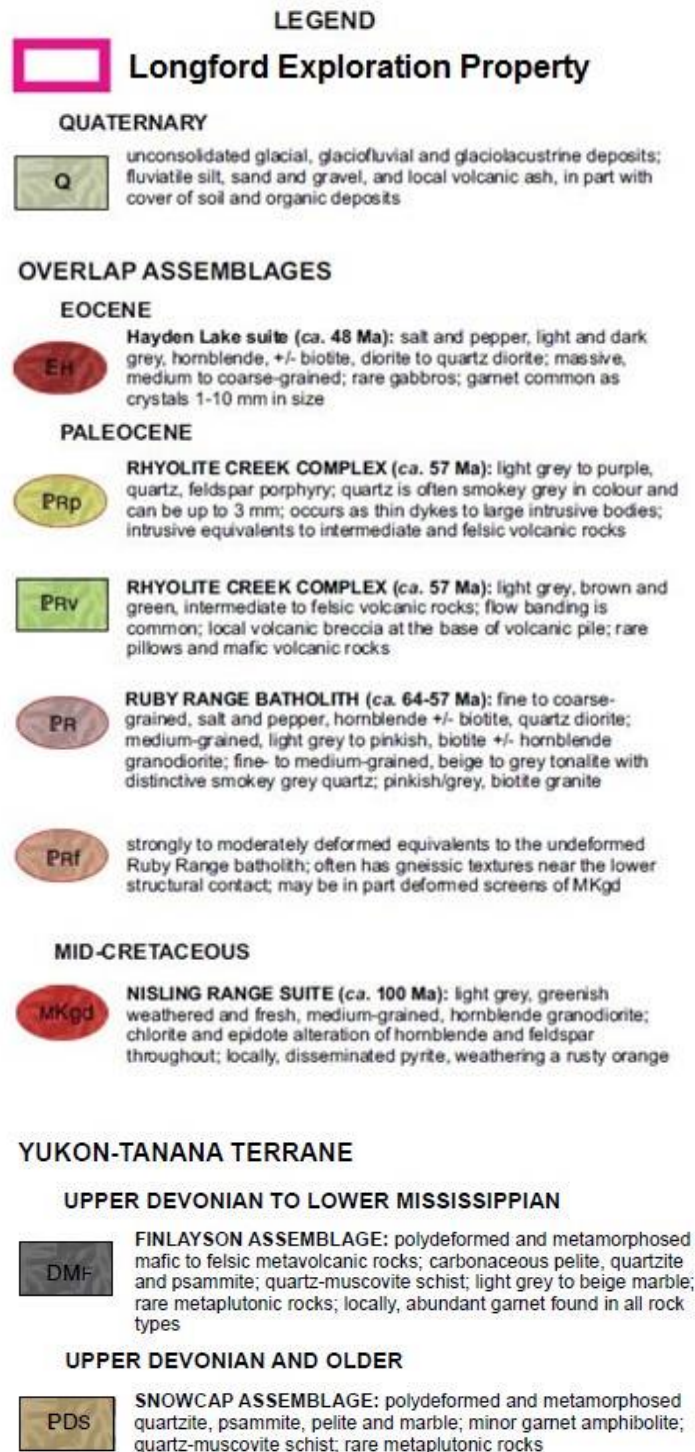 LEGEND
Longford Exploration Property
QUATERNARY
Q
unconsolidated glacial, glaciofluvial and glaciolacustrine deposits;
fluviatile silt, sand and gravel, and local volcanic ash, in part with
cover of soil and organic deposits
OVERLAP ASSEMBLAGES
EOCENE
EH
Hayden Lake suite (ca. 48 Ma): salt and pepper, light and dark
grey, hornblende, +/- biotite, diorite to quartz diorite; massive,
medium to coarse-grained; rare gabbros; garnet common as
crystals 1-10 mm in size
PALEOCENE
PRp
RHYOLITE CREEK COMPLEX (ca. 57 Ma): light grey to purple,
quartz, feldspar porphyry; quartz is often smokey grey in colour and
can be up to 3 mm; occurs as thin dykes to large intrusive bodies;
intrusive equivalents to intermediate and felsic volcanic rocks
PRv
RHYOLITE CREEK COMPLEX (ca. 57 Ma): light grey, brown and
green, intermediate to felsic volcanic rocks; flow banding is
common; local volcanic breccia at the base of volcanic pile; rare
pillows and mafic volcanic rocks
PR
RUBY RANGE BATHOLITH (ca. 64-57 Ma): fine to coarse-
grained, salt and pepper, hornblende +/- biotite, quartz diorite;
medium-grained, light grey to pinkish, biotite +/- hornblende
granodiorite; fine- to medium-grained, beige to grey tonalite with
distinctive smokey grey quartz; pinkish/grey, biotite granite
PRf
strongly to moderately deformed equivalents to the undeformed
Ruby Range batholith; often has gneissic textures near the lower
structural contact; may be in part deformed screens of MKgd
MID-CRETACEOUS
MKgd
NISLING RANGE SUITE (ca. 100 Ma): light grey, greenish
weathered and fresh, medium-grained, hornblende granodiorite;
chlorite and epidote alteration of hornblende and feldspar
throughout; locally, disseminated pyrite, weathering a rusty orange
YUKON-TANANA TERRANE
UPPER DEVONIAN TO LOWER MISSISSIPPIAN
DMF
FINLAYSON ASSEMBLAGE: polydeformed and metamorphosed
mafic to felsic metavolcanic rocks; carbonaceous pelite, quartzite
and psammite; quartz-muscovite schist; light grey to beige marble;
rare metaplutonic rocks; locally, abundant garnet found in all rock
types
UPPER DEVONIAN AND OLDER
PDS
SNOWCAP ASSEMBLAGE: polydeformed and metamorphosed
quartzite, psammite, pelite and marble; minor garnet amphibolite;
quartz-muscovite schist; rare metaplutonic rocks